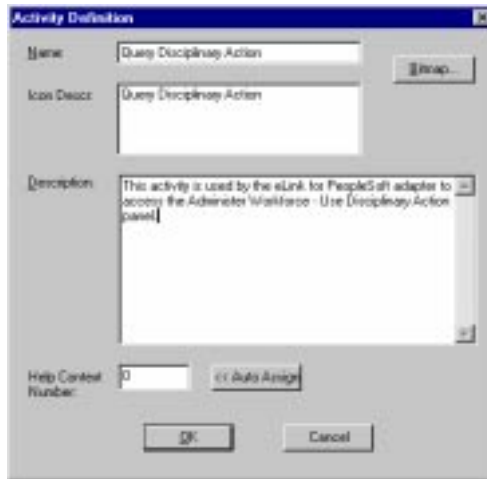 Activity Definition
Name:
Query Disciplinary Action
Bitmap...
Icon Descr:
Query Disciplinary Action
Description:
This activity is used by the eLink for PeopleSoft adapter to
access the Administer Workforce - Use Disciplinary Action
panel.
Help Context
Number:
0
<< Auto Assign
OK
Cancel